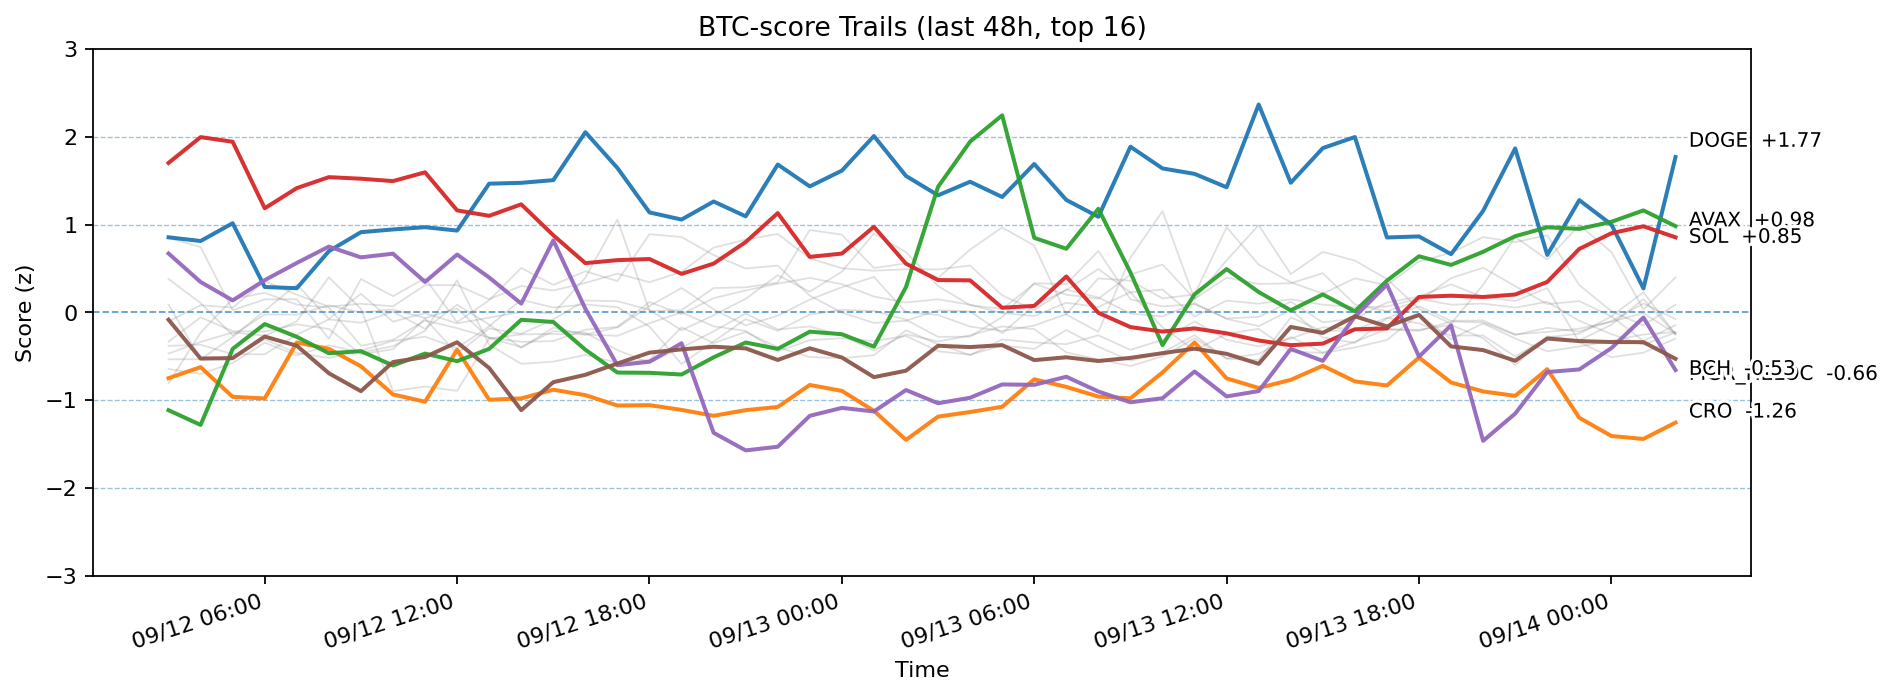 BTC-score Trails (last 48h, top 16)
Score (z)
3
2
1
0
−1
−2
−3
DOGE +1.77
AVAX +0.98
SOL +0.85
BCH -0.53
-0.66
CRO -1.26
09/12 06:00
09/12 12:00
09/12 18:00
09/13 00:00
09/13 06:00
09/13 12:00
09/13 18:00
09/14 00:00
Time